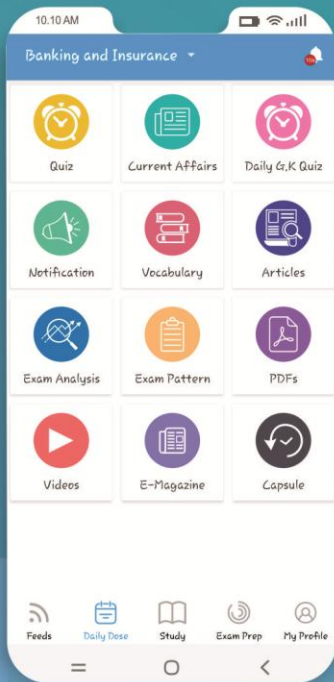 10.10 AM
Banking and Insurance
Quiz
Current Affairs
Daily G.K Quiz
Notification
Vocabulary
Articles
Exam Analysis
Exam Pattern
PDFs
Videos
E-Magazine
Capsule
Feeds
Daily Dose
Study
Exam Prep
My Profile